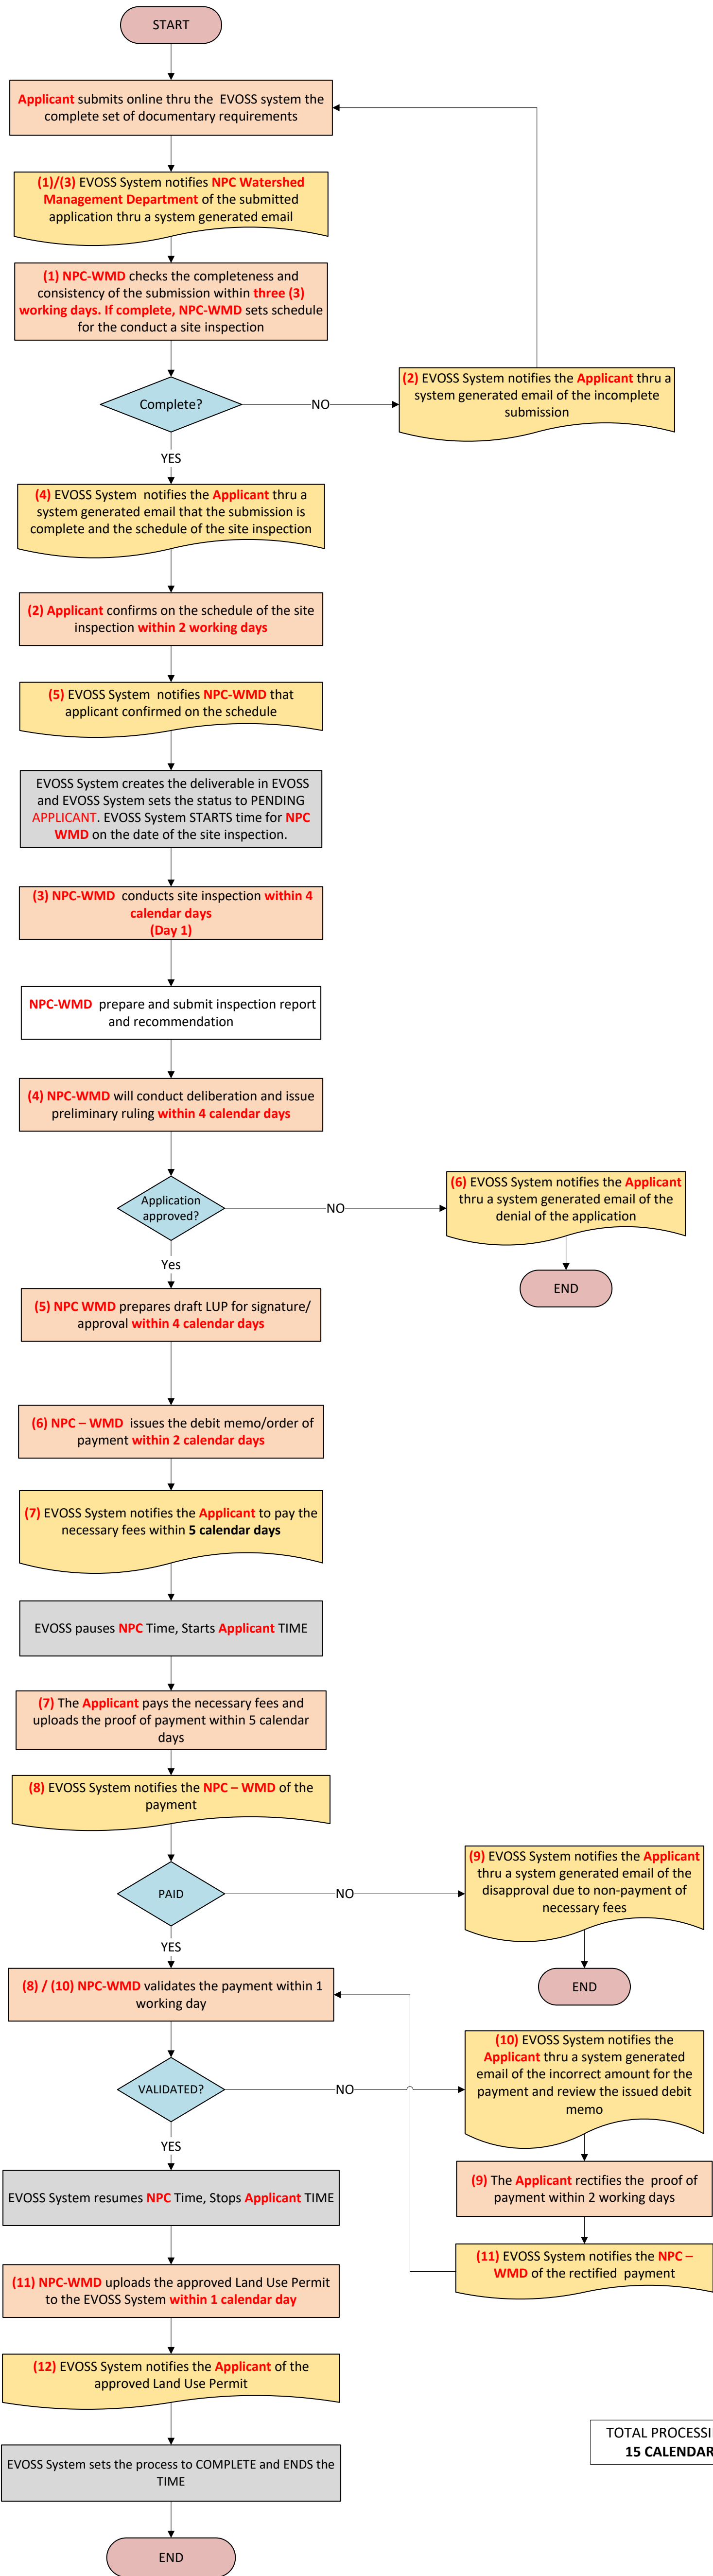 START
Applicant submits online thru the  EVOSS system the
complete set of documentary requirements
(1)/(3) EVOSS System notifies NPC Watershed
Management Department of the submitted
application thru a system generated email
(1) NPC-WMD checks the completeness and
consistency of the submission within three (3)
working days. If complete, NPC-WMD sets schedule
for the conduct a site inspection
Complete?
NO
(2) EVOSS System notifies the Applicant thru a
system generated email of the incomplete
submission
YES
(4) EVOSS System  notifies the Applicant thru a
system generated email that the submission is
complete and the schedule of the site inspection
(2) Applicant confirms on the schedule of the site
inspection within 2 working days
(5) EVOSS System  notifies NPC-WMD that
applicant confirmed on the schedule
EVOSS System creates the deliverable in EVOSS
and EVOSS System sets the status to PENDING
APPLICANT. EVOSS System STARTS time for NPC
WMD on the date of the site inspection.
(3) NPC-WMD  conducts site inspection within 4
calendar days
(Day 1)
NPC-WMD  prepare and submit inspection report
and recommendation
(4) NPC-WMD will conduct deliberation and issue
preliminary ruling within 4 calendar days
Application
approved?
NO
(6) EVOSS System notifies the Applicant
thru a system generated email of the
denial of the application
END
Yes
(5) NPC WMD prepares draft LUP for signature/
approval within 4 calendar days
(6) NPC – WMD  issues the debit memo/order of
payment within 2 calendar days
(7) EVOSS System notifies the Applicant to pay the
necessary fees within 5 calendar days
EVOSS pauses NPC Time, Starts Applicant TIME
(7) The Applicant pays the necessary fees and
uploads the proof of payment within 5 calendar
days
(8) EVOSS System notifies the NPC – WMD of the
payment
PAID
NO
(9) EVOSS System notifies the Applicant
thru a system generated email of the
disapproval due to non-payment of
necessary fees
END
YES
(8) / (10) NPC-WMD validates the payment within 1
working day
VALIDATED?
NO
(10) EVOSS System notifies the
Applicant thru a system generated
email of the incorrect amount for the
payment and review the issued debit
memo
(9) The Applicant rectifies the  proof of
payment within 2 working days
(11) EVOSS System notifies the NPC –
WMD of the rectified  payment
YES
EVOSS System resumes NPC Time, Stops Applicant TIME
(11) NPC-WMD uploads the approved Land Use Permit
to the EVOSS System within 1 calendar day
(12) EVOSS System notifies the Applicant of the
approved Land Use Permit
EVOSS System sets the process to COMPLETE and ENDS the
TIME
END
TOTAL PROCESSI
15 CALENDAR